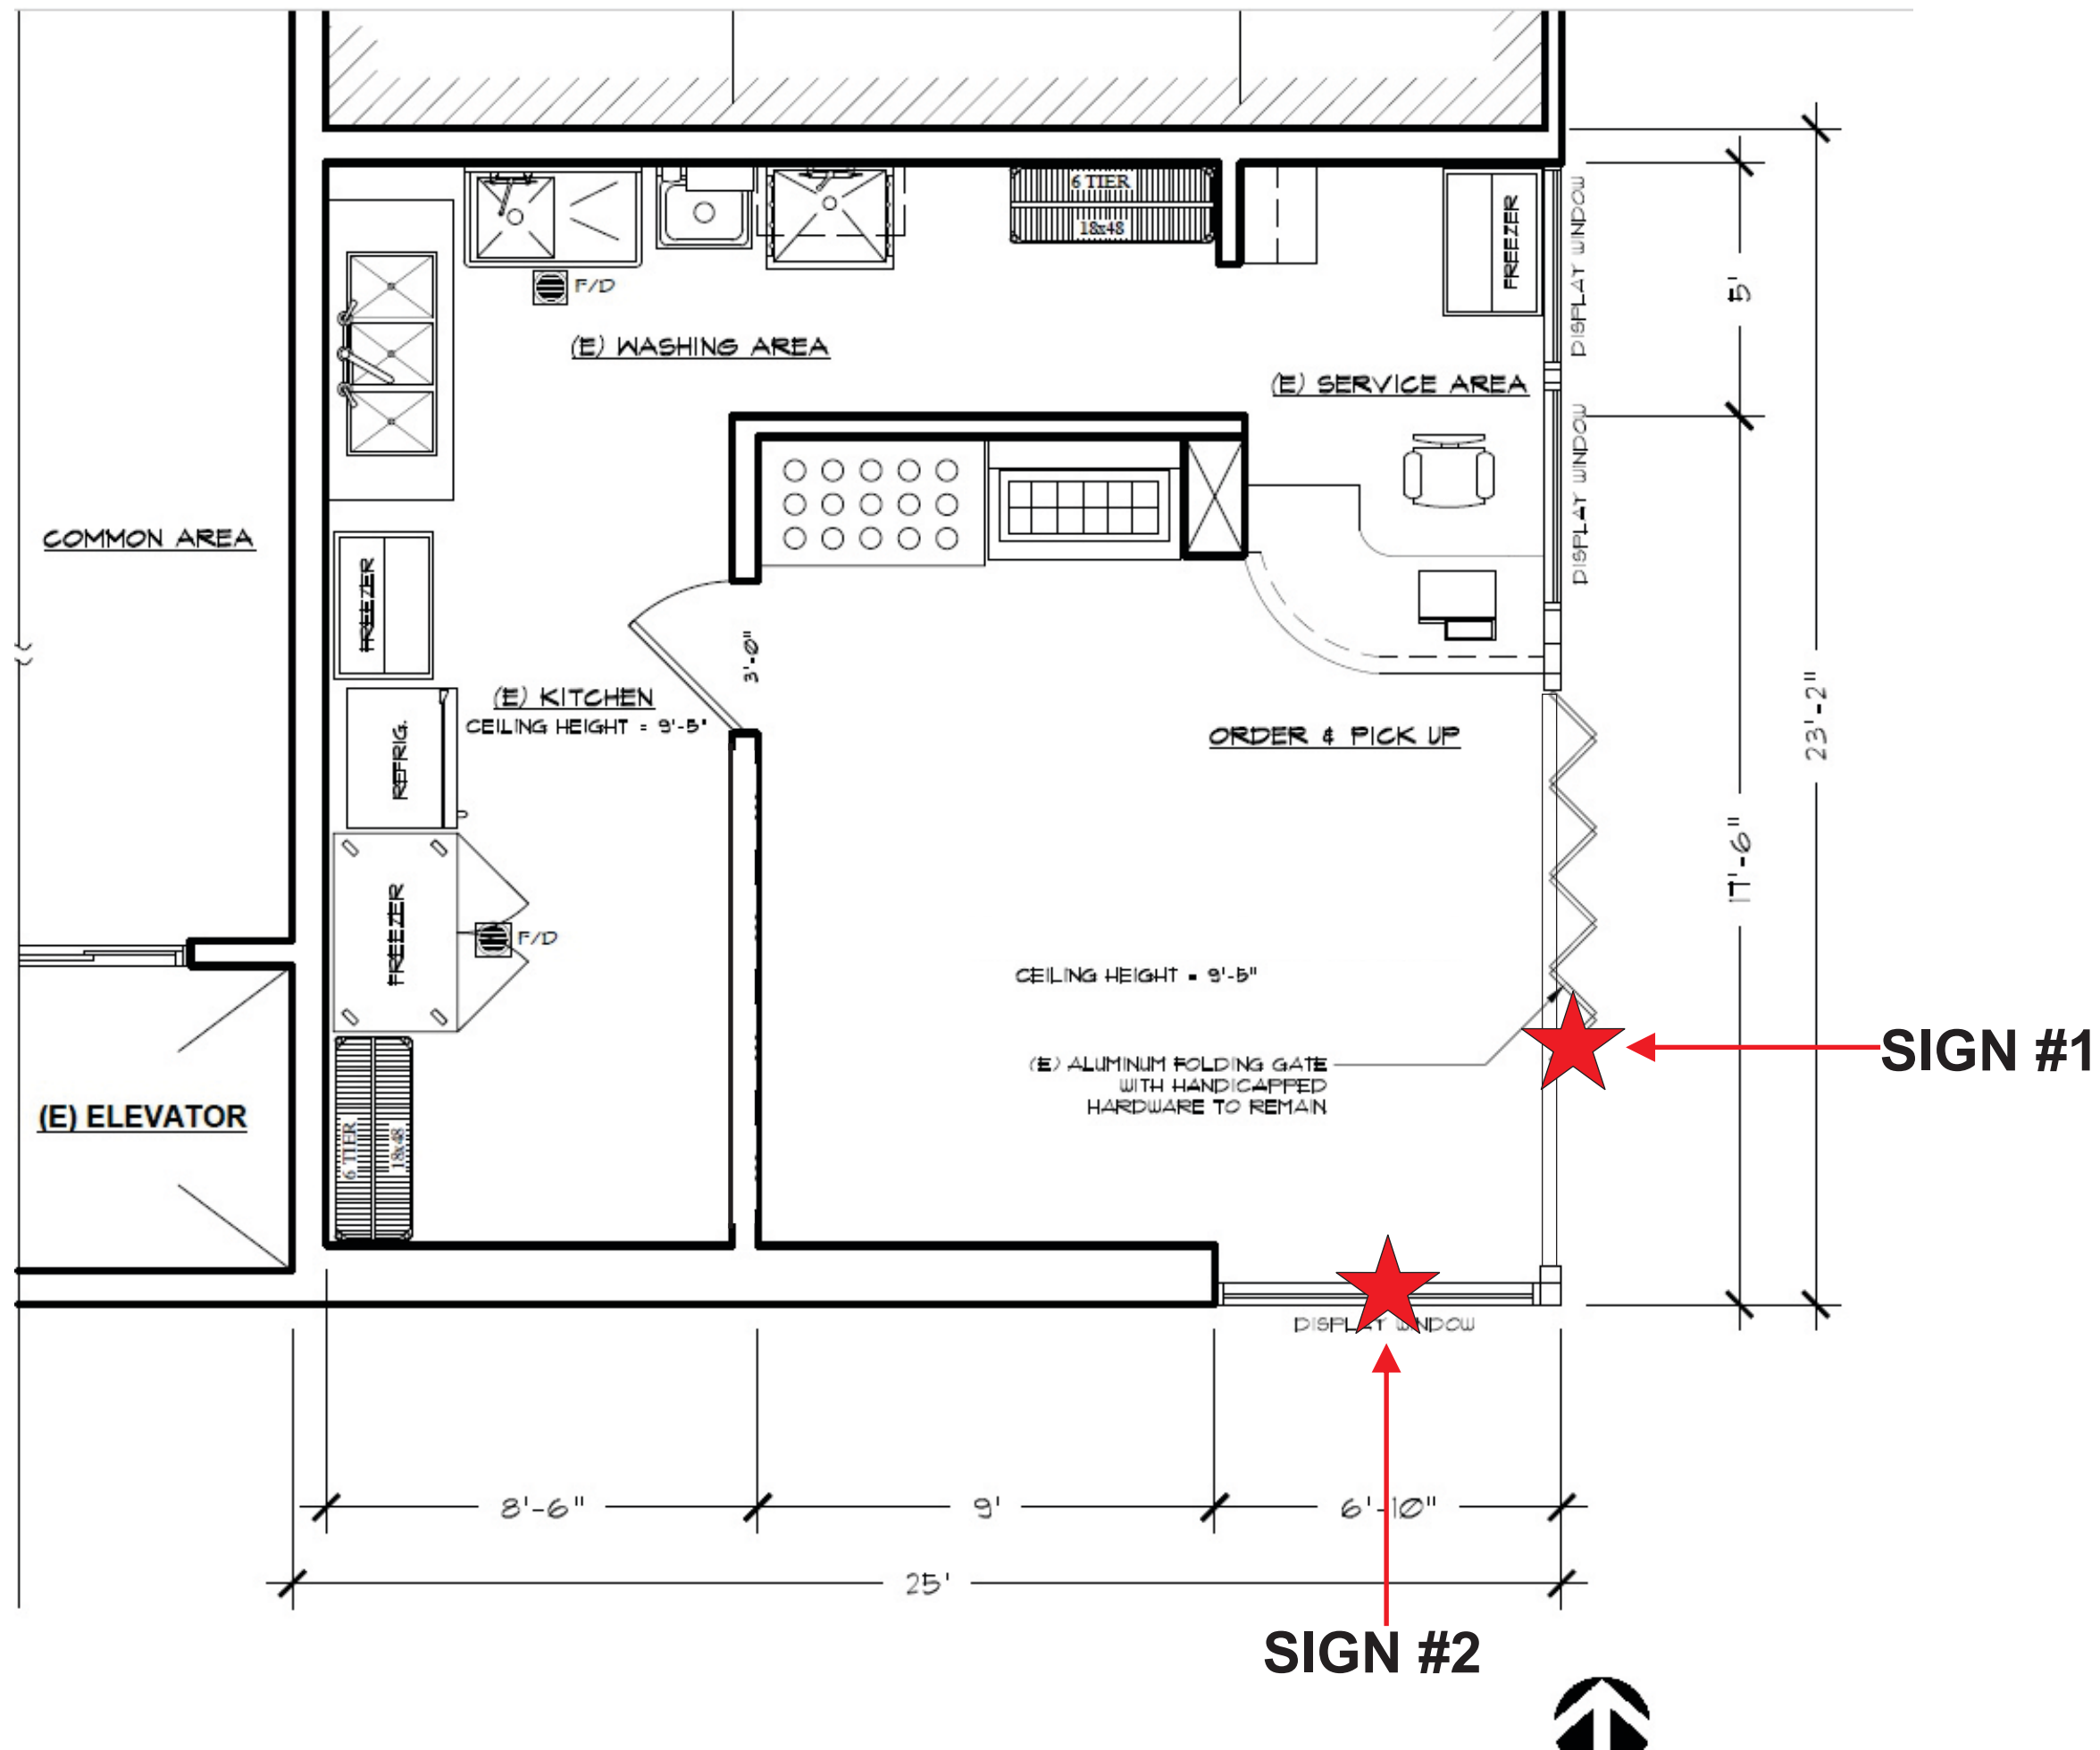 6 TIER
18x48
FREEZER
DISPLAY WINDOW
F/D
5'
(E) WASHING AREA
(E) SERVICE AREA
DISPLAY WINDOW
COMMON AREA
FREEZER
3'-0"
(E) KITCHEN
CEILING HEIGHT = 9'-5"
REFRIG.
ORDER & PICK UP
23'-2"
17'-6"
FREEZER
F/D
CEILING HEIGHT = 9'-5"
SIGN #1
(E) ALUMINUM FOLDING GATE
WITH HANDICAPPED
HARDWARE TO REMAIN
(E) ELEVATOR
6 TIER
18x48
DISPLAY WINDOW
8'-6"
9'
6'-10"
25'
SIGN #2